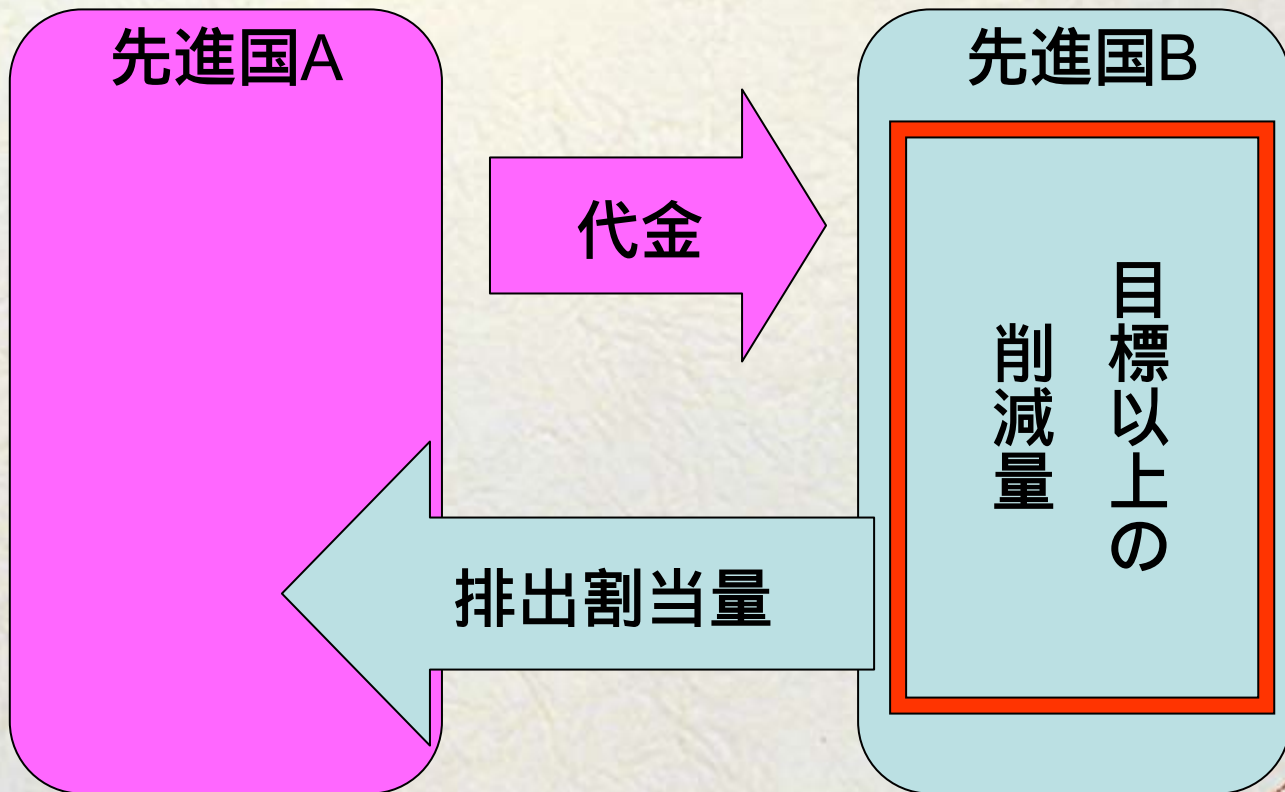 先進国A
先進国B
代金
目標以上の
削減量
排出割当量